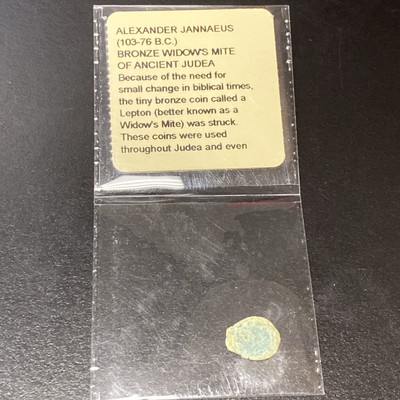 ALEXANDER JANNAEUS
(103-76 B.C.)
BRONZE WIDOW'S MITE
OF ANCIENT JUDEA
Because of the need for
small change in biblical times,
the tiny bronze coin called a
Lepton (better known as a
Widow's Mite) was struck.
These coins were used
throughout Judea and even